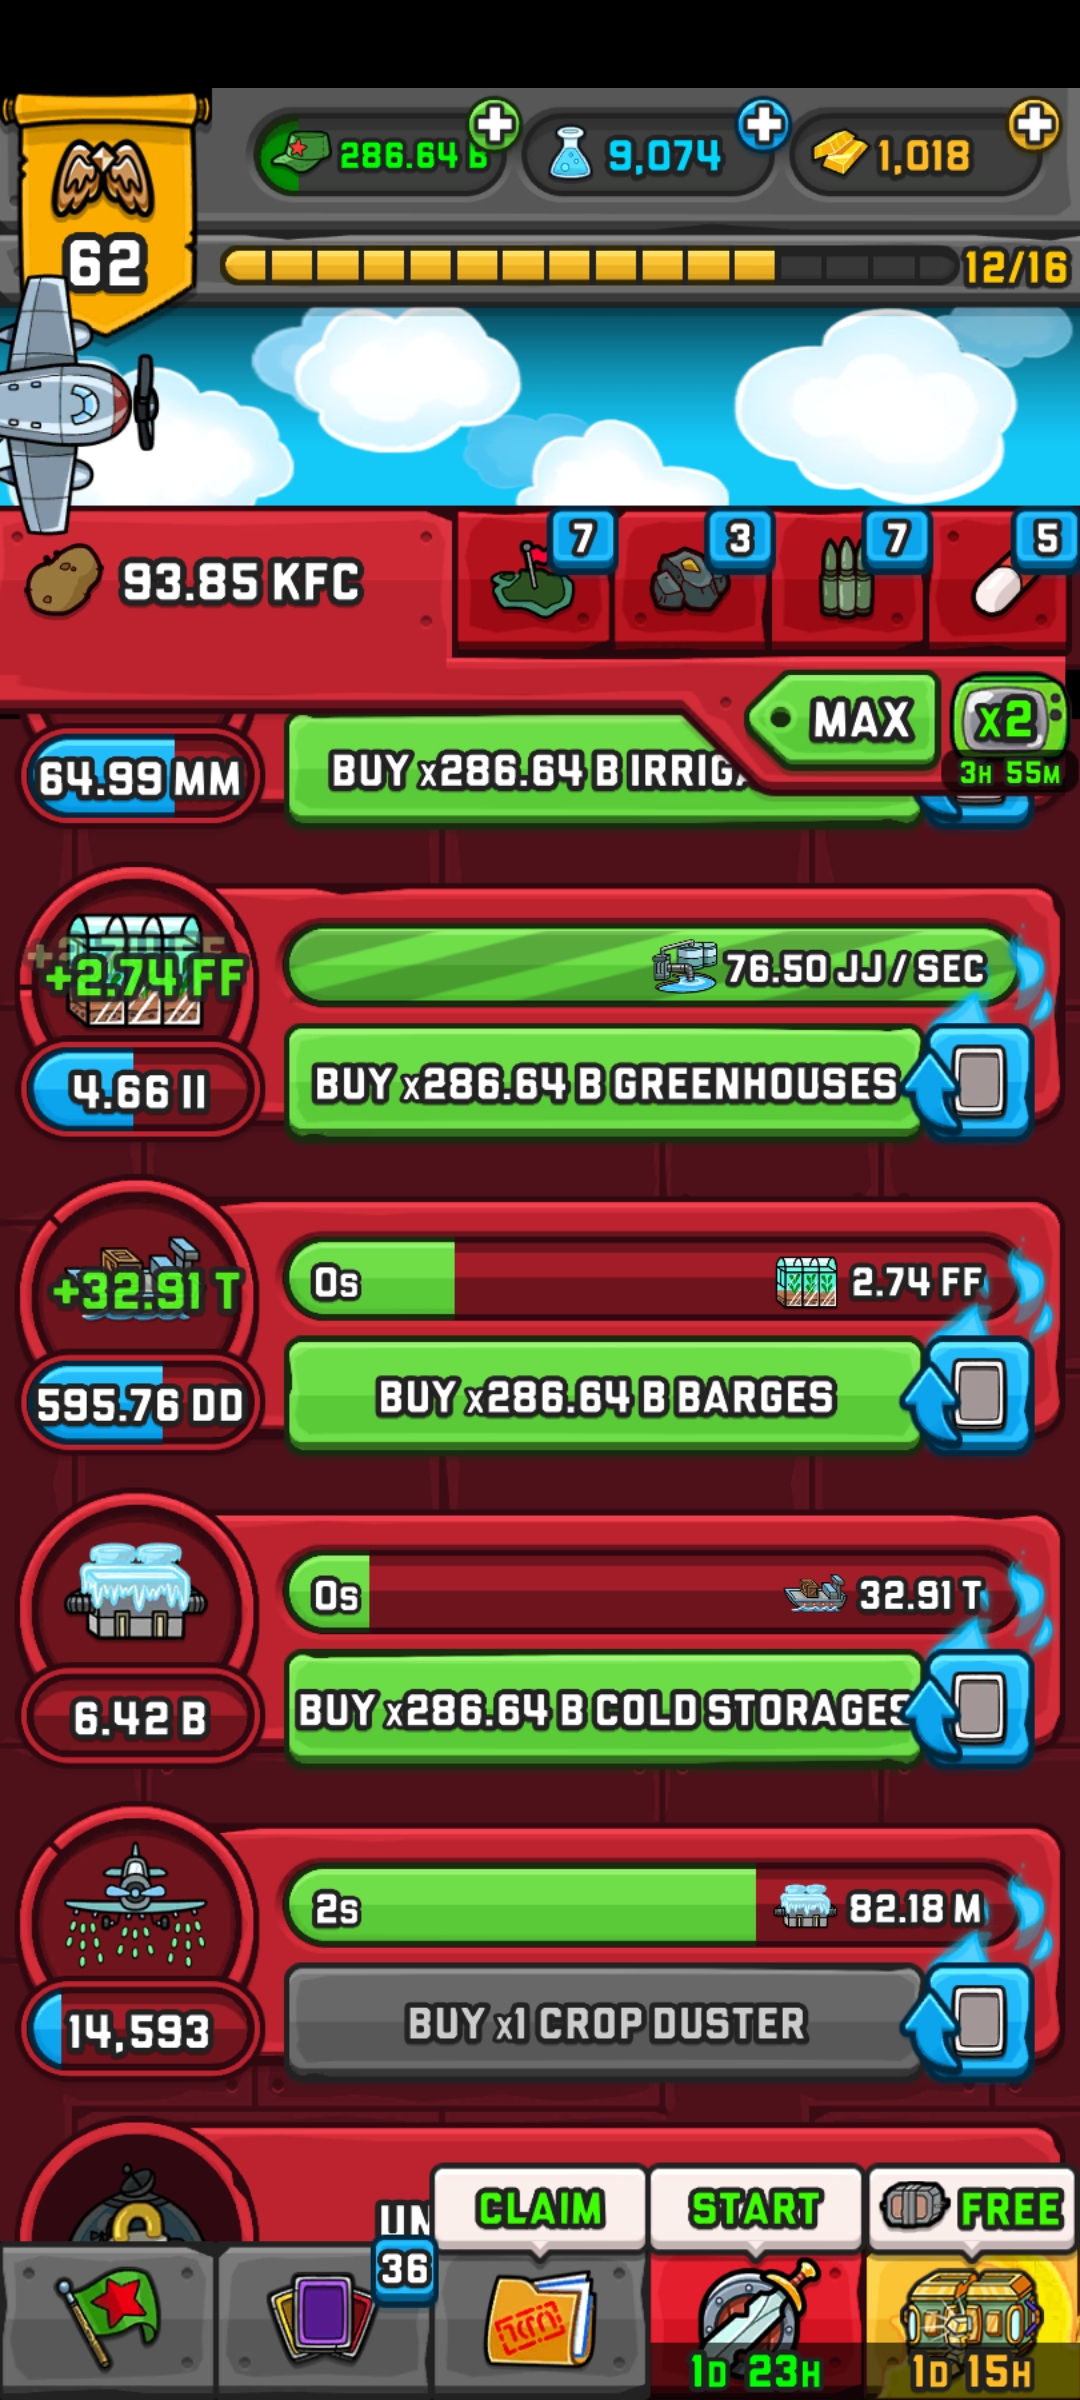 286.64 B
9,074
1,018
62
12/16
93.85 KFC
7
3
7
5
MAX
x2
3H 55M
64.99 MM
BUY x286.64 B
+2.74 FF
76.50 JJ / SEC
4.66 II
BUY x286.64 B GREENHOUSES
+32.91 T
0s
2.74 FF
595.76 DD
BUY x286.64 B BARGES
0s
32.91 T
6.42 B
BUY x286.64 B COLD STORAGES
2s
82.18 M
14,593
BUY x1 CROP DUSTER
CLAIM
START
FREE
36
1D 23H
1D 15H